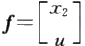 f = [x₂
u]